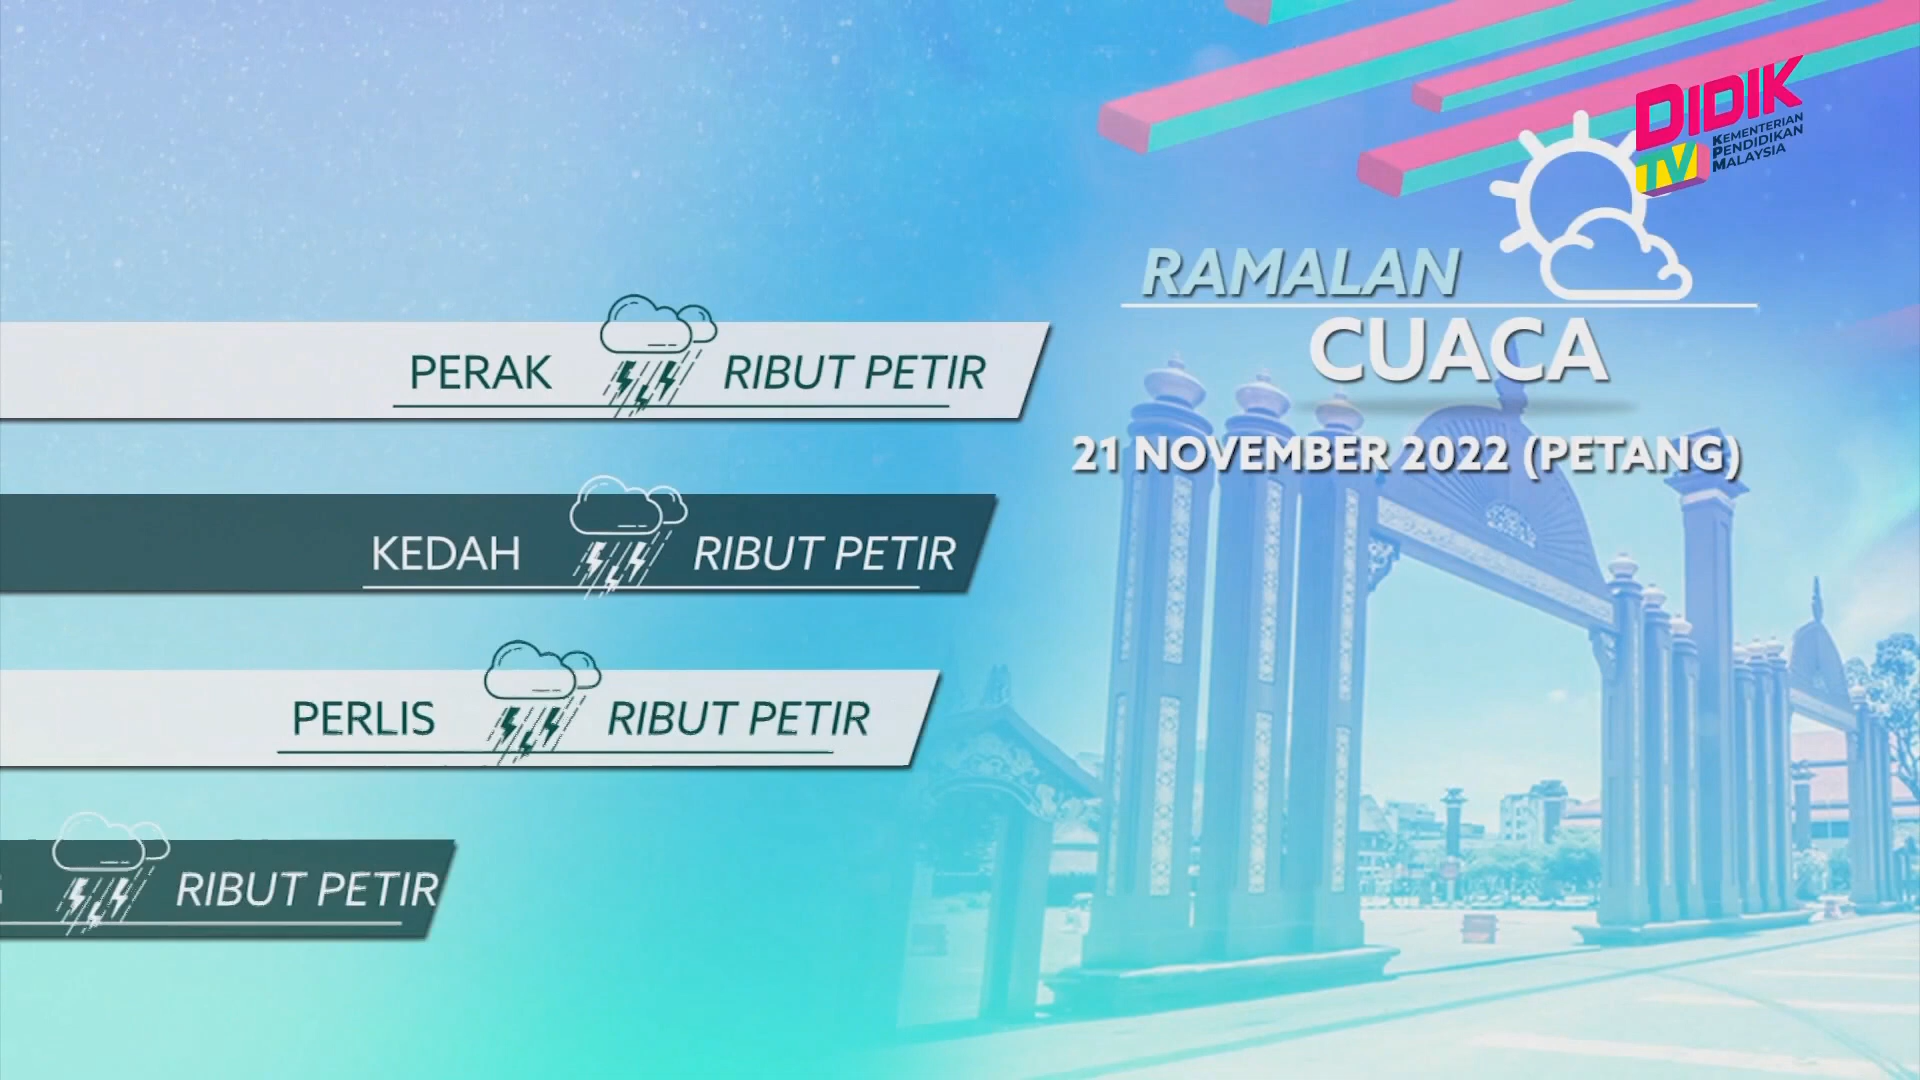 DIDIK
TV
KEMENTERIAN
PENDIDIKAN
MALAYSIA
RAMALAN
CUACA
21 NOVEMBER 2022 (PETANG)
PERAK RIBUT PETIR
KEDAH RIBUT PETIR
PERLIS RIBUT PETIR
RIBUT PETIR